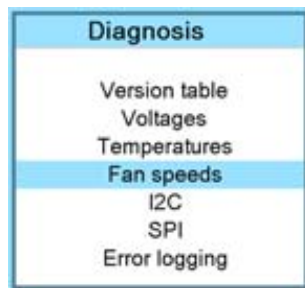 Diagnosis
Version table
Voltages
Temperatures
Fan speeds
I2C
SPI
Error logging